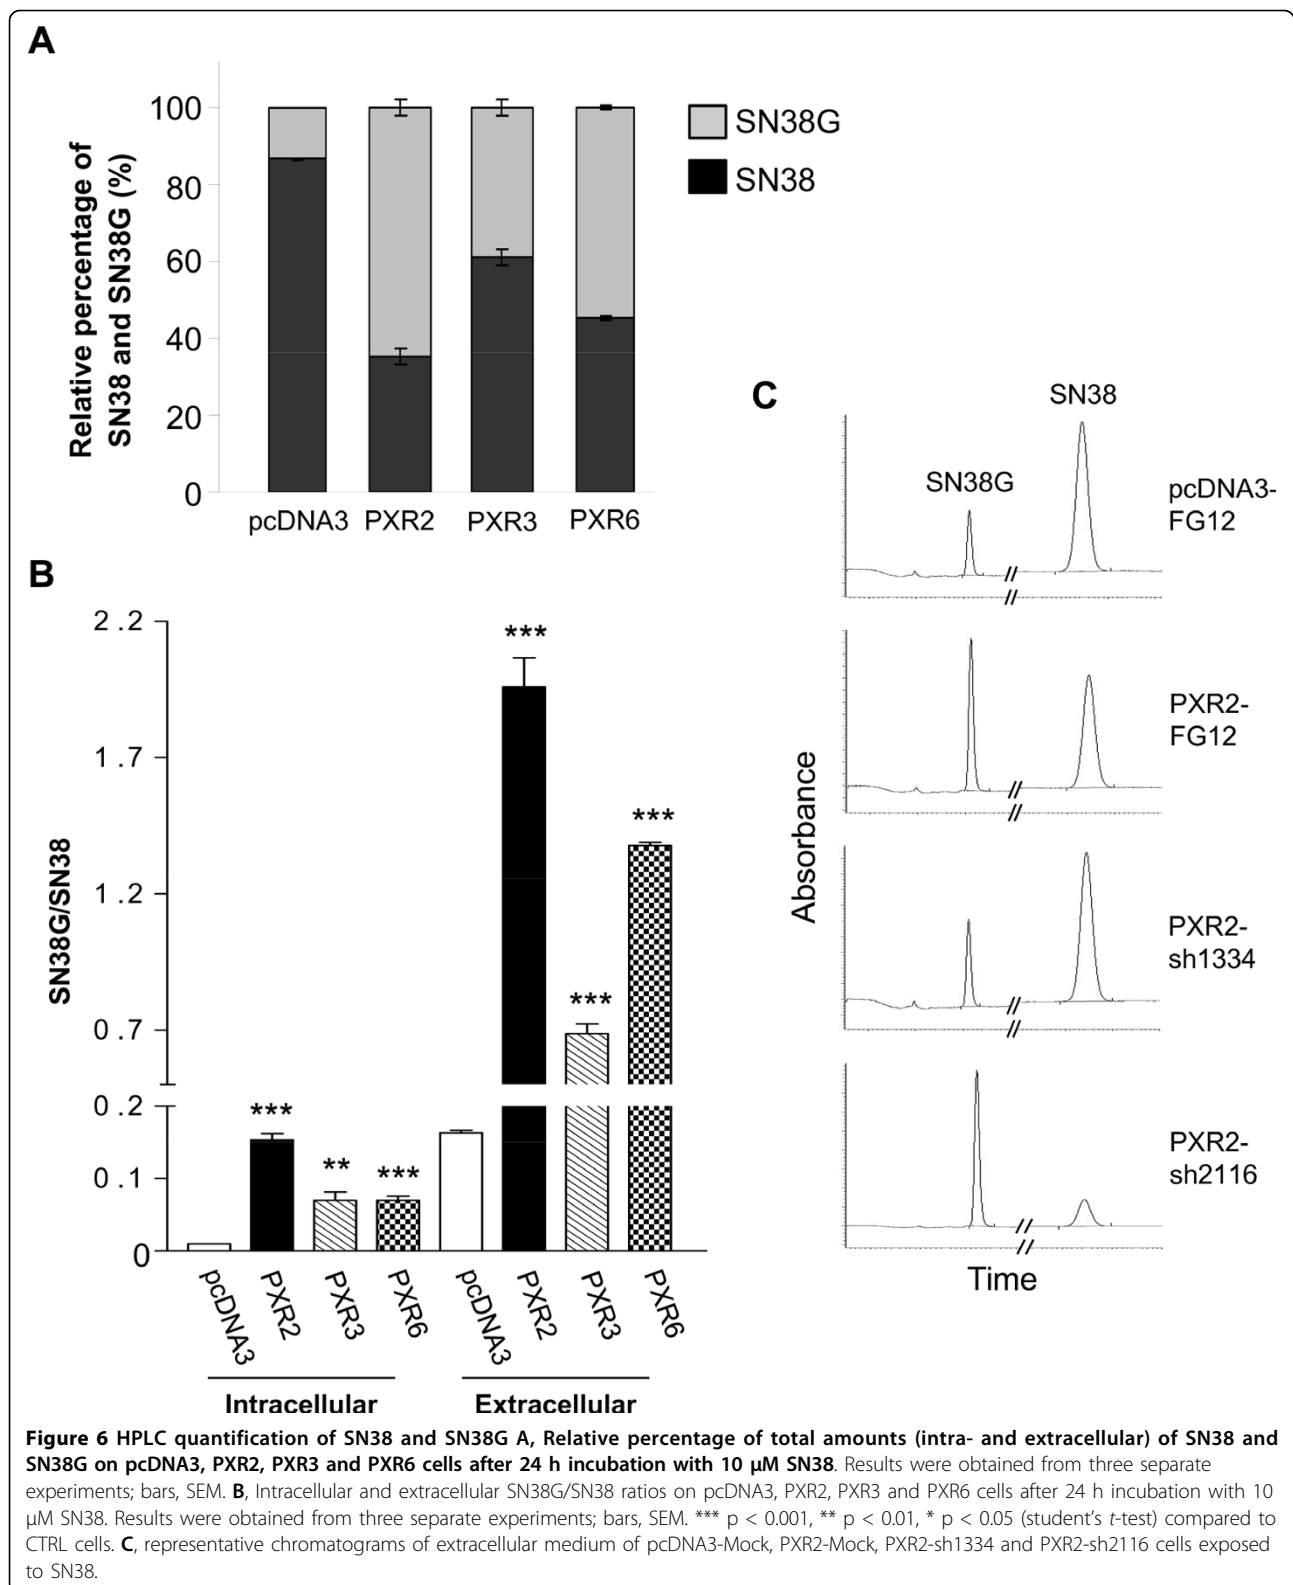 A
Relative percentage of
SN38 and SN38G (%)
100
80
60
40
20
0
pcDNA3 PXR2 PXR3 PXR6
SN38G
SN38
B
SN38G/SN38
2.2
1.7
1.2
0.7
0.2
0.1
0
***
**
***
***
***
***
pcDNA3
PXR2
PXR3
PXR6
pcDNA3
PXR2
PXR3
PXR6
Intracellular
Extracellular
C
SN38G
SN38
pcDNA3-
FG12
PXR2-
FG12
PXR2-
sh1334
PXR2-
sh2116
Absorbance
Time
Figure 6 HPLC quantification of SN38 and SN38G A, Relative percentage of total amounts (intra- and extracellular) of SN38 and
SN38G on pcDNA3, PXR2, PXR3 and PXR6 cells after 24 h incubation with 10 μM SN38. Results were obtained from three separate
experiments; bars, SEM. B, Intracellular and extracellular SN38G/SN38 ratios on pcDNA3, PXR2, PXR3 and PXR6 cells after 24 h incubation with 10
μM SN38. Results were obtained from three separate experiments; bars, SEM. *** p < 0.001, ** p < 0.01, * p < 0.05 (student's t-test) compared to
CTRL cells. C, representative chromatograms of extracellular medium of pcDNA3-Mock, PXR2-Mock, PXR2-sh1334 and PXR2-sh2116 cells exposed
to SN38.